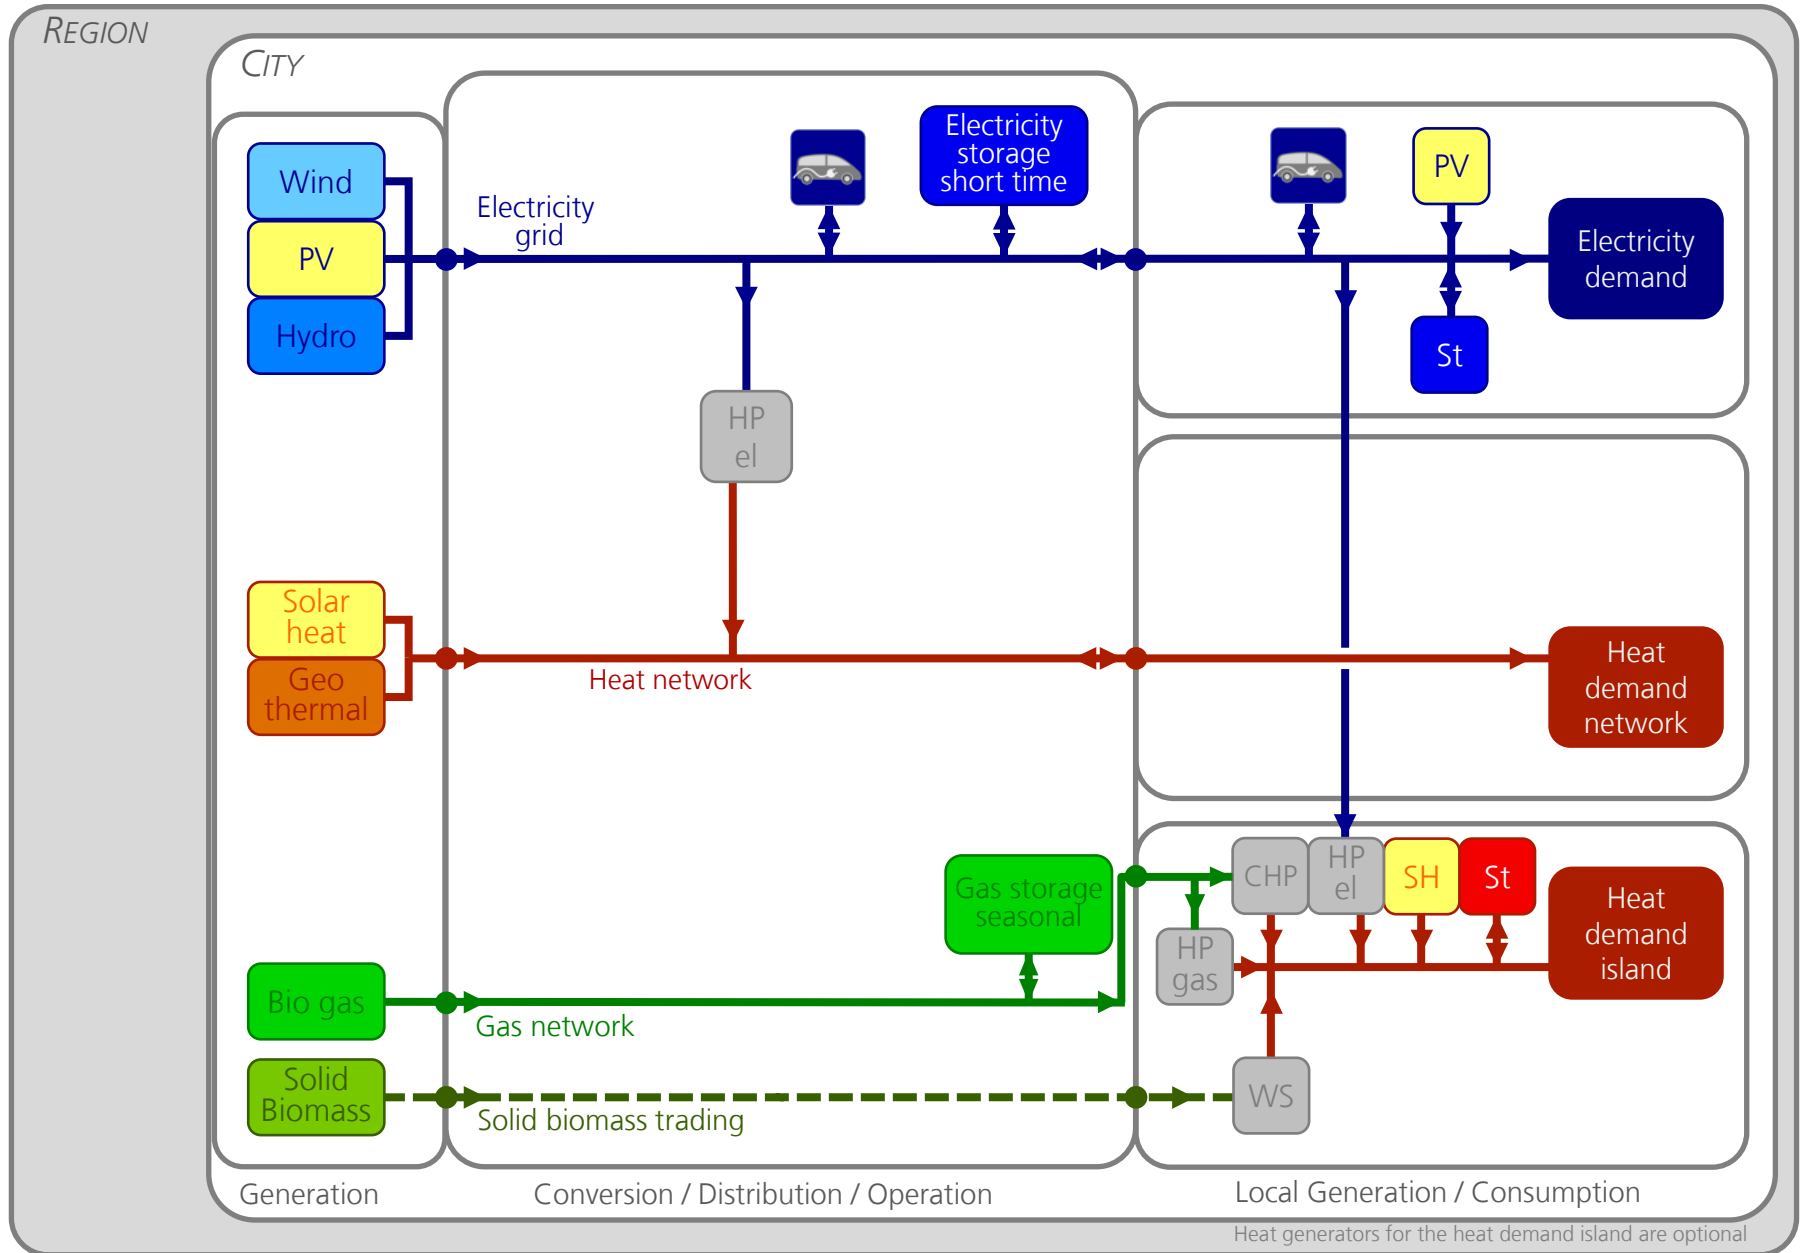 REGION
CITY
Wind
PV
Hydro
Electricity
grid
Electricity
storage
short time
PV
Electricity
demand
St
HP
el
Solar
heat
Geo
thermal
Heat network
Heat
demand
network
Gas storage
seasonal
CHP
HP
el
SH
St
Heat
demand
island
HP
gas
Bio gas
Gas network
Solid
Biomass
Solid biomass trading
WS
Generation
Conversion / Distribution / Operation
Local Generation / Consumption
Heat generators for the heat demand island are optional